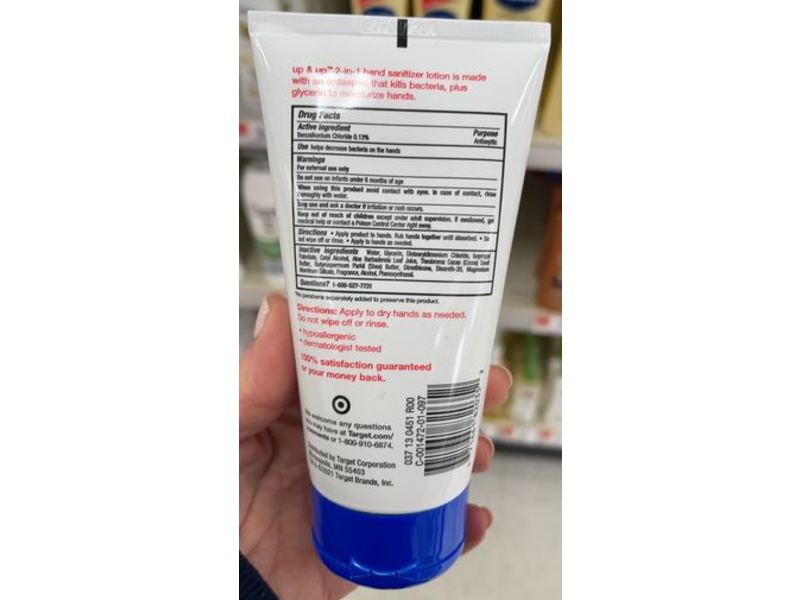 up & up™ 2-in-1 hand sanitizer lotion is made
with an antiseptic that kills bacteria, plus
glycerin to moisturize hands.
Drug Facts
Active ingredient Purpose
Benzalkonium Chloride 0.13% Antiseptic
Use helps decrease bacteria on the hands
Warnings
For external use only
Do not use on infants under 6 months of age
When using this product avoid contact with eyes. In case of contact, rinse
thoroughly with water.
Stop use and ask a doctor if irritation or rash occurs.
Keep out of reach of children except under adult supervision. If swallowed, get
medical help or contact a Poison Control Center right away.
Directions • Apply product to hands. Rub hands together until absorbed. • Do
not wipe off or rinse. • Apply to hands as needed.
Inactive ingredients Water, Glycerin, Distearyldimonium Chloride, Isopropyl
Palmitate, Cetyl Alcohol, Aloe Barbadensis Leaf Juice, Theobroma Cacao (Cocoa) Seed
Butter, Butyrospermum Parkii (Shea) Butter, Dimethicone, Steareth-20, Magnesium
Aluminum Silicate, Fragrance, Alcohol, Phenoxyethanol.
Questions? 1-800-527-7731
*No parabens separately added to preserve this product.
Directions: Apply to dry hands as needed.
Do not wipe off or rinse.
• hypoallergenic
• dermatologist tested
100% satisfaction guaranteed
or your money back.
We welcome any questions
you may have at Target.com/
comments or 1-800-910-6874.
Distributed by Target Corporation
Minneapolis, MN 55403
TM & ©2021 Target Brands, Inc.
037 13 0451 R00
C-001472-01-097